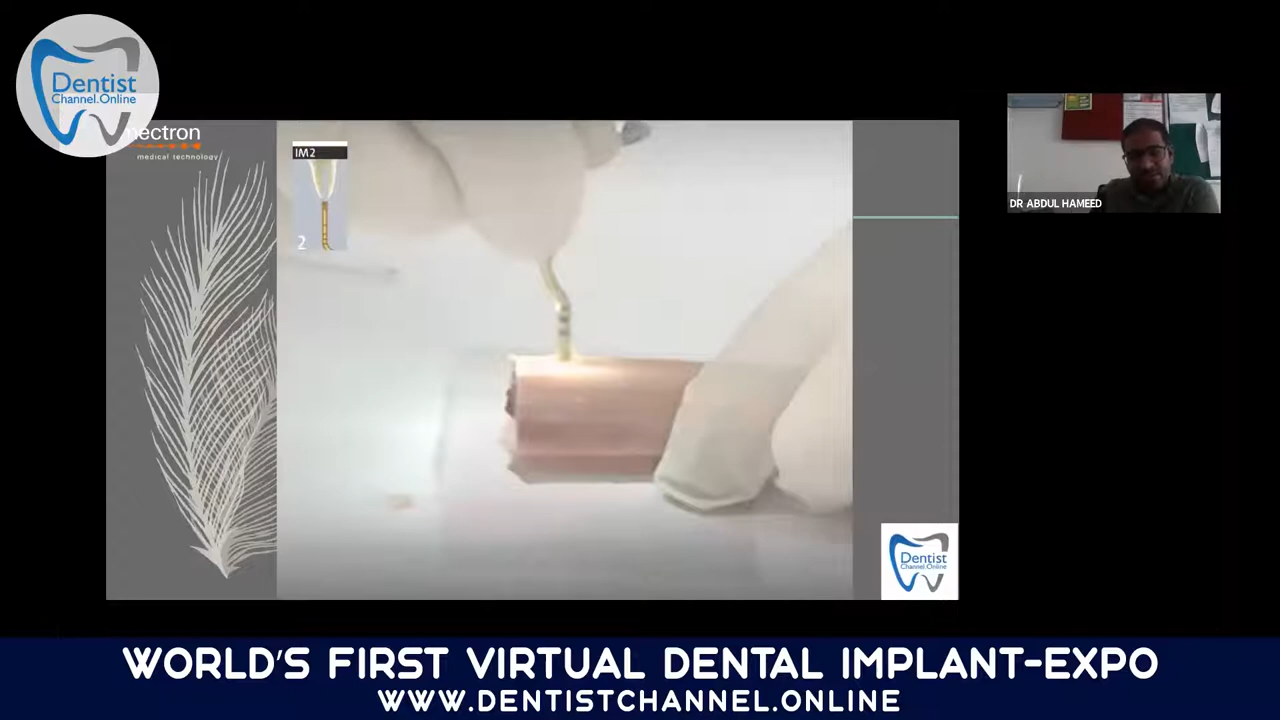 Dentist
Channel.Online
mectron
medical technology
IM2
2
DR ABDUL HAMEED
Dentist
Channel.Online
WORLD'S FIRST VIRTUAL DENTAL IMPLANT-EXPO
WWW.DENTISTCHANNEL.ONLINE